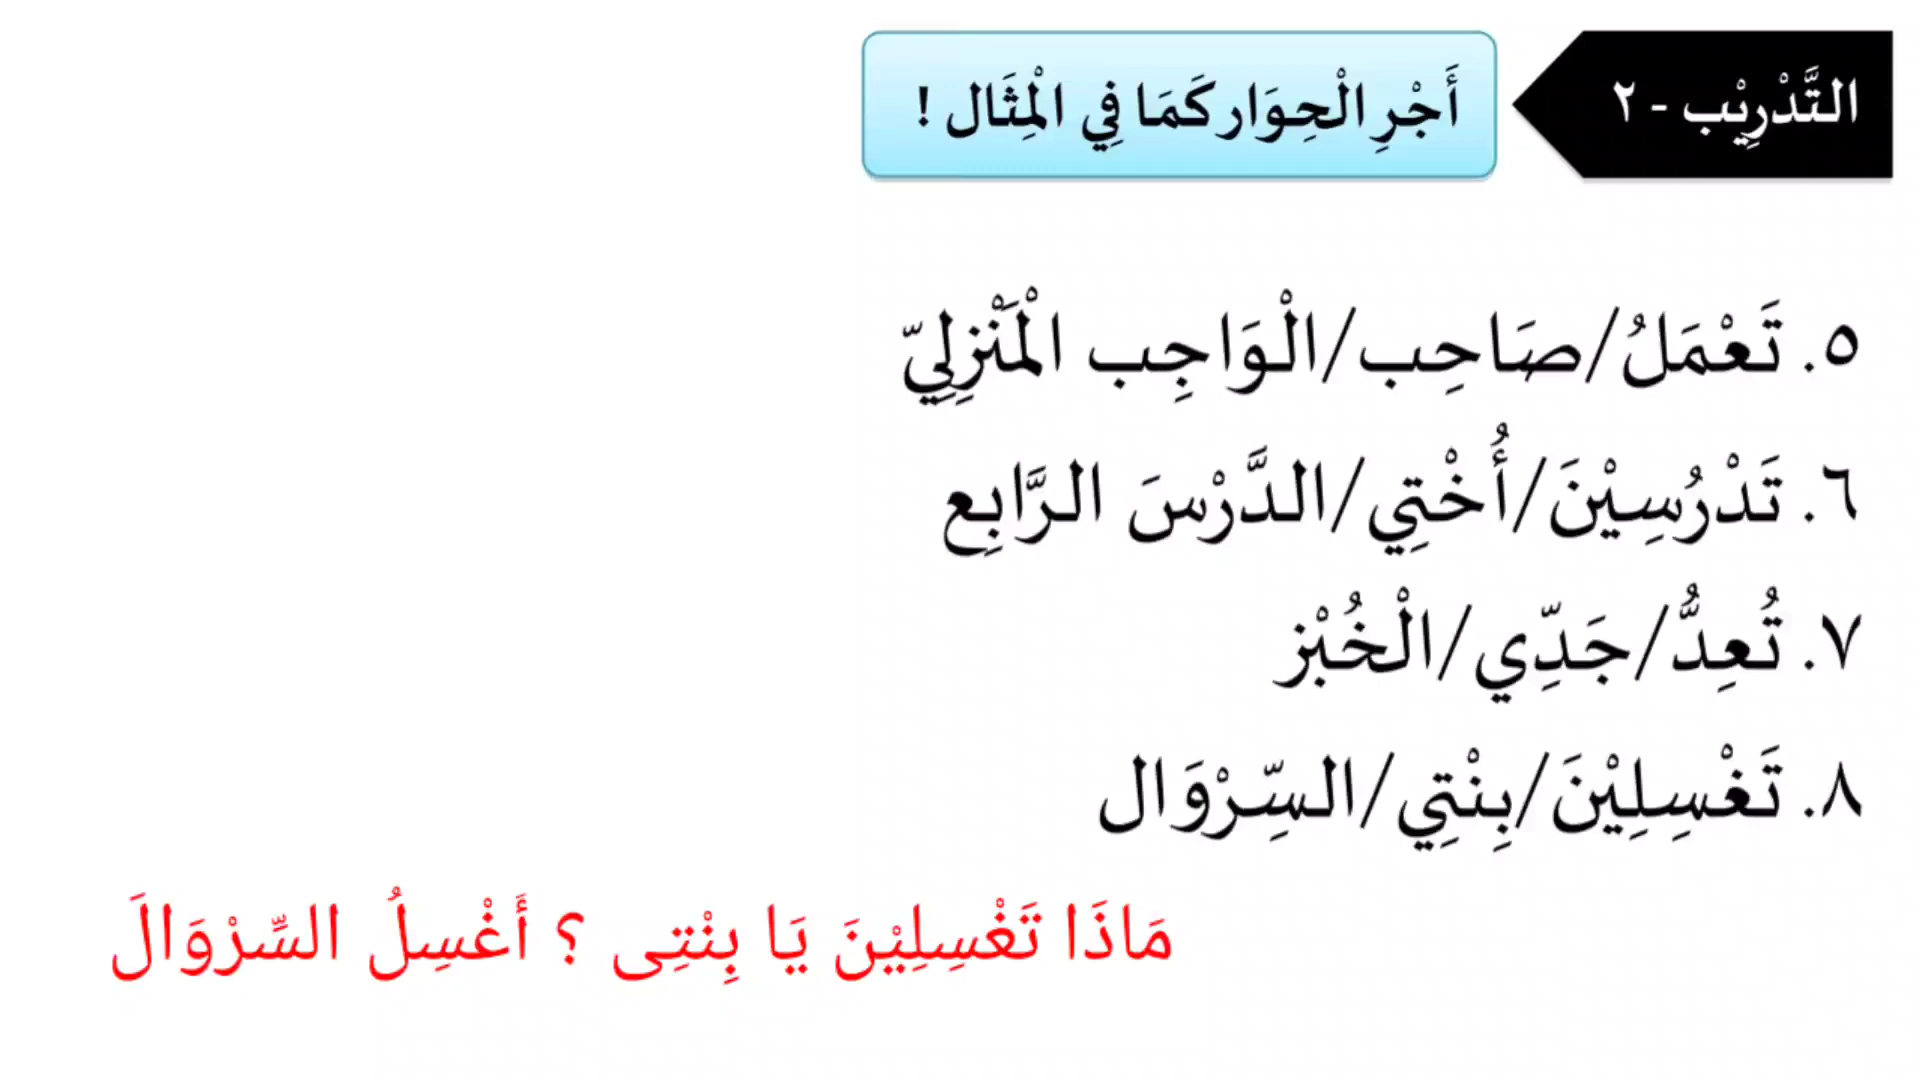 التَّدْرِيْب - ٢
أَجْرِ الْحِوَار كَمَا فِي الْمِثَال !
٥. تَعْمَلُ/صَاحِب/الْوَاجِب الْمَنْزِلِيّ
٦. تَدْرُسِيْنَ/أُخْتِي/الدَّرْسَ الرَّابِع
٧. تُعِدُّ/جَدِّي/الْخُبْز
٨. تَغْسِلِيْنَ/بِنْتِي/السِّرْوَال
مَاذَا تَغْسِلِيْنَ يَا بِنْتِى ؟ أَغْسِلُ السِّرْوَالَ